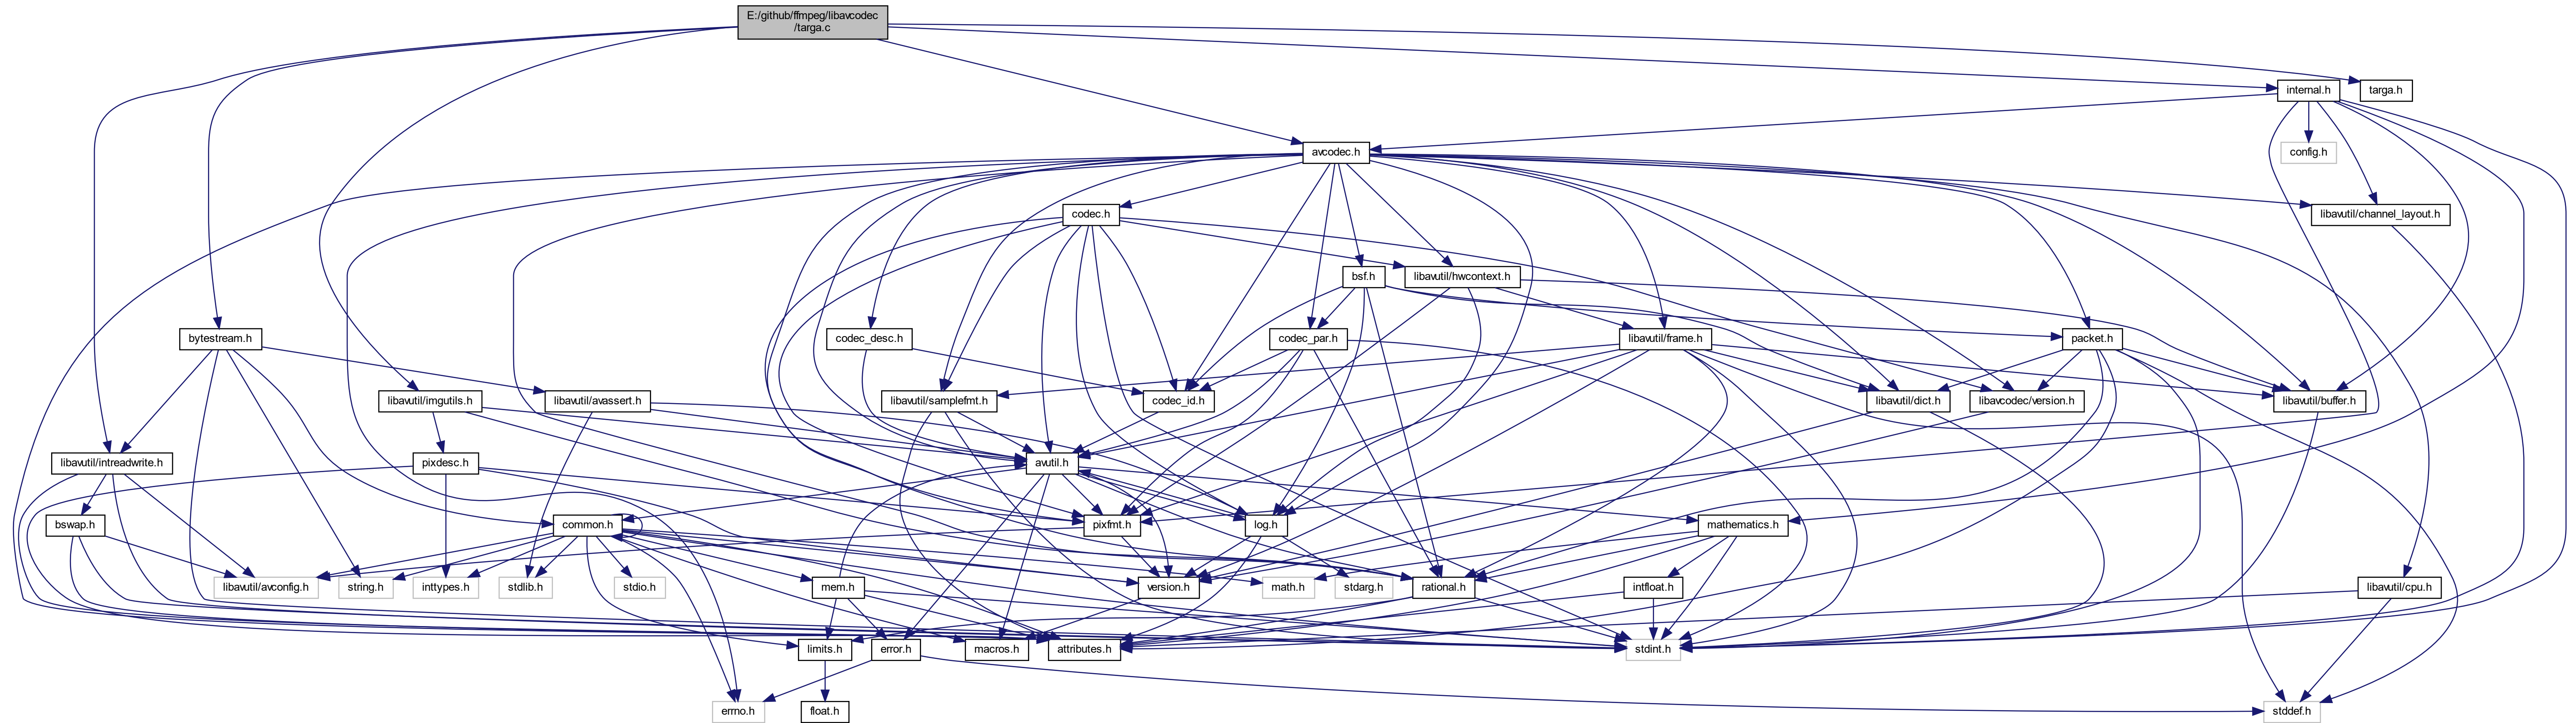 E:/github/ffmpeg/libavcodec
/targa.c
internal.h
targa.h
avcodec.h
config.h
codec.h
libavutil/channel_layout.h
bsf.h
libavutil/hwcontext.h
bytestream.h
codec_desc.h
codec_par.h
libavutil/frame.h
packet.h
libavutil/imgutils.h
libavutil/avassert.h
libavutil/samplefmt.h
codec_id.h
libavutil/dict.h
libavcodec/version.h
libavutil/buffer.h
libavutil/intreadwrite.h
pixdesc.h
avutil.h
bswap.h
common.h
pixfmt.h
log.h
mathematics.h
libavutil/avconfig.h
string.h
inttypes.h
stdlib.h
stdio.h
mem.h
version.h
math.h
stdarg.h
rational.h
intfloat.h
libavutil/cpu.h
limits.h
error.h
macros.h
attributes.h
stdint.h
errno.h
float.h
stddef.h